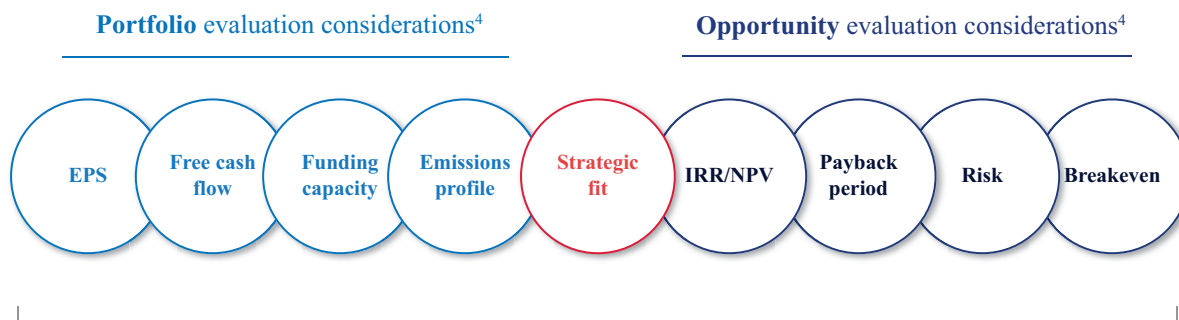 Portfolio evaluation considerations⁴
Opportunity evaluation considerations⁴
EPS
Free cash
flow
Funding
capacity
Emissions
profile
Strategic
fit
IRR/NPV
Payback
period
Risk
Breakeven